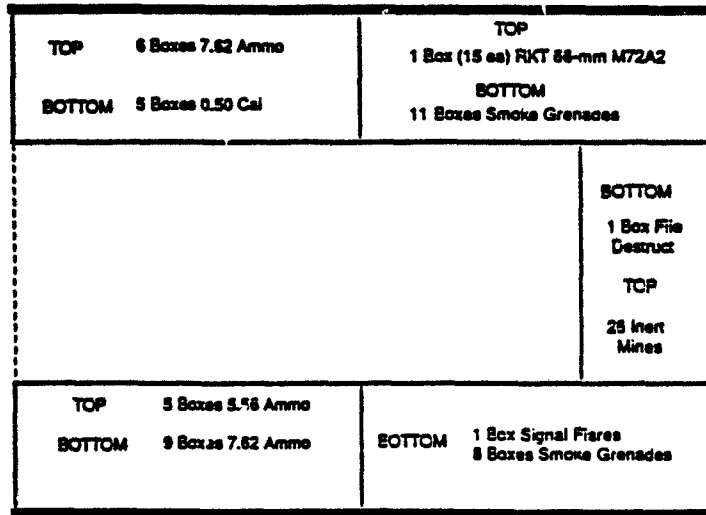 TOP 6 Boxes 7.62 Ammo
BOTTOM 5 Boxes 0.50 Cal
TOP
1 Box (15 ea) RKT 66-mm M72A2
BOTTOM
11 Boxes Smoke Grenades
BOTTOM
1 Box File
Destruct
TOP
25 Inert
Mines
TOP 5 Boxes 5.56 Ammo
BOTTOM 9 Boxes 7.62 Ammo
BOTTOM 1 Box Signal Flares
8 Boxes Smoke Grenades